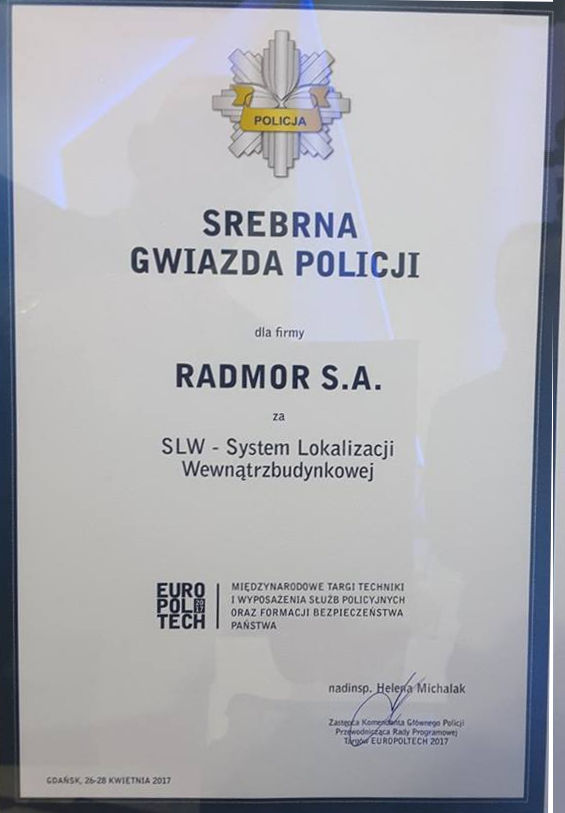 POLICJA
SREBRNA
GWIAZDA POLICJI
dla firmy
RADMOR S.A.
za
SLW - System Lokalizacji
Wewnątrzbudynkowej
EURO
POL 2017
TECH
MIĘDZYNARODOWE TARGI TECHNIKI
I WYPOSAŻENIA SŁUŻB POLICYJNYCH
ORAZ FORMACJI BEZPIECZEŃSTWA
PAŃSTWA
nadinsp. Helena Michalak
Zastępca Komendanta Głównego Policji
Przewodnicząca Rady Programowej
Targów EUROPOLTECH 2017
GDAŃSK, 26-28 KWIETNIA 2017